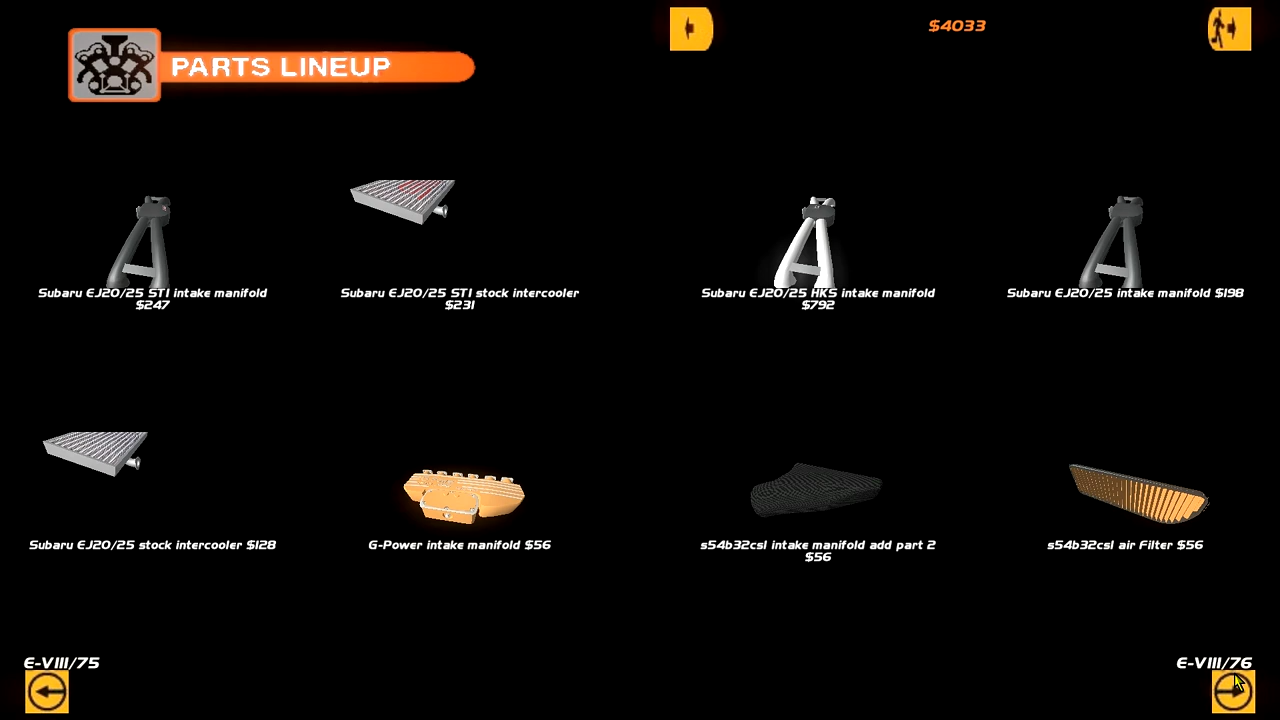 $4033
PARTS LINEUP
Subaru EJ20/25 STI intake manifold
$247
Subaru EJ20/25 STI stock intercooler
$231
Subaru EJ20/25 HKS intake manifold
$792
Subaru EJ20/25 intake manifold $198
Subaru EJ20/25 stock intercooler $128
G-Power intake manifold $56
s54b32csl intake manifold add part 2
$56
s54b32csl air Filter $56
E-VIII/75
E-VIII/76